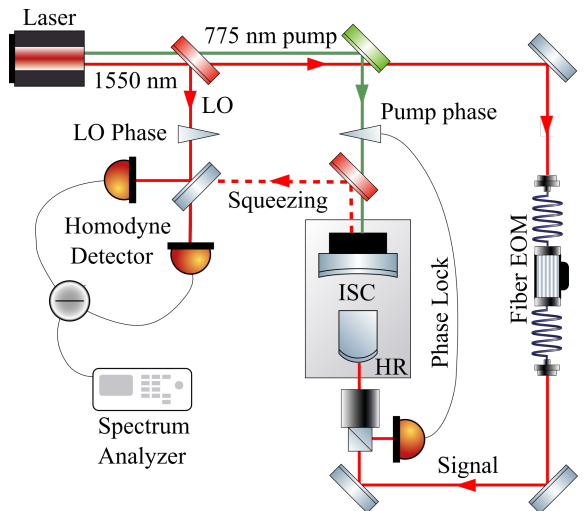 Laser
775 nm pump
1550 nm
LO
LO Phase
Pump phase
Squeezing
Homodyne
Detector
ISC
Phase Lock
Fiber EOM
HR
Spectrum
Analyzer
Signal